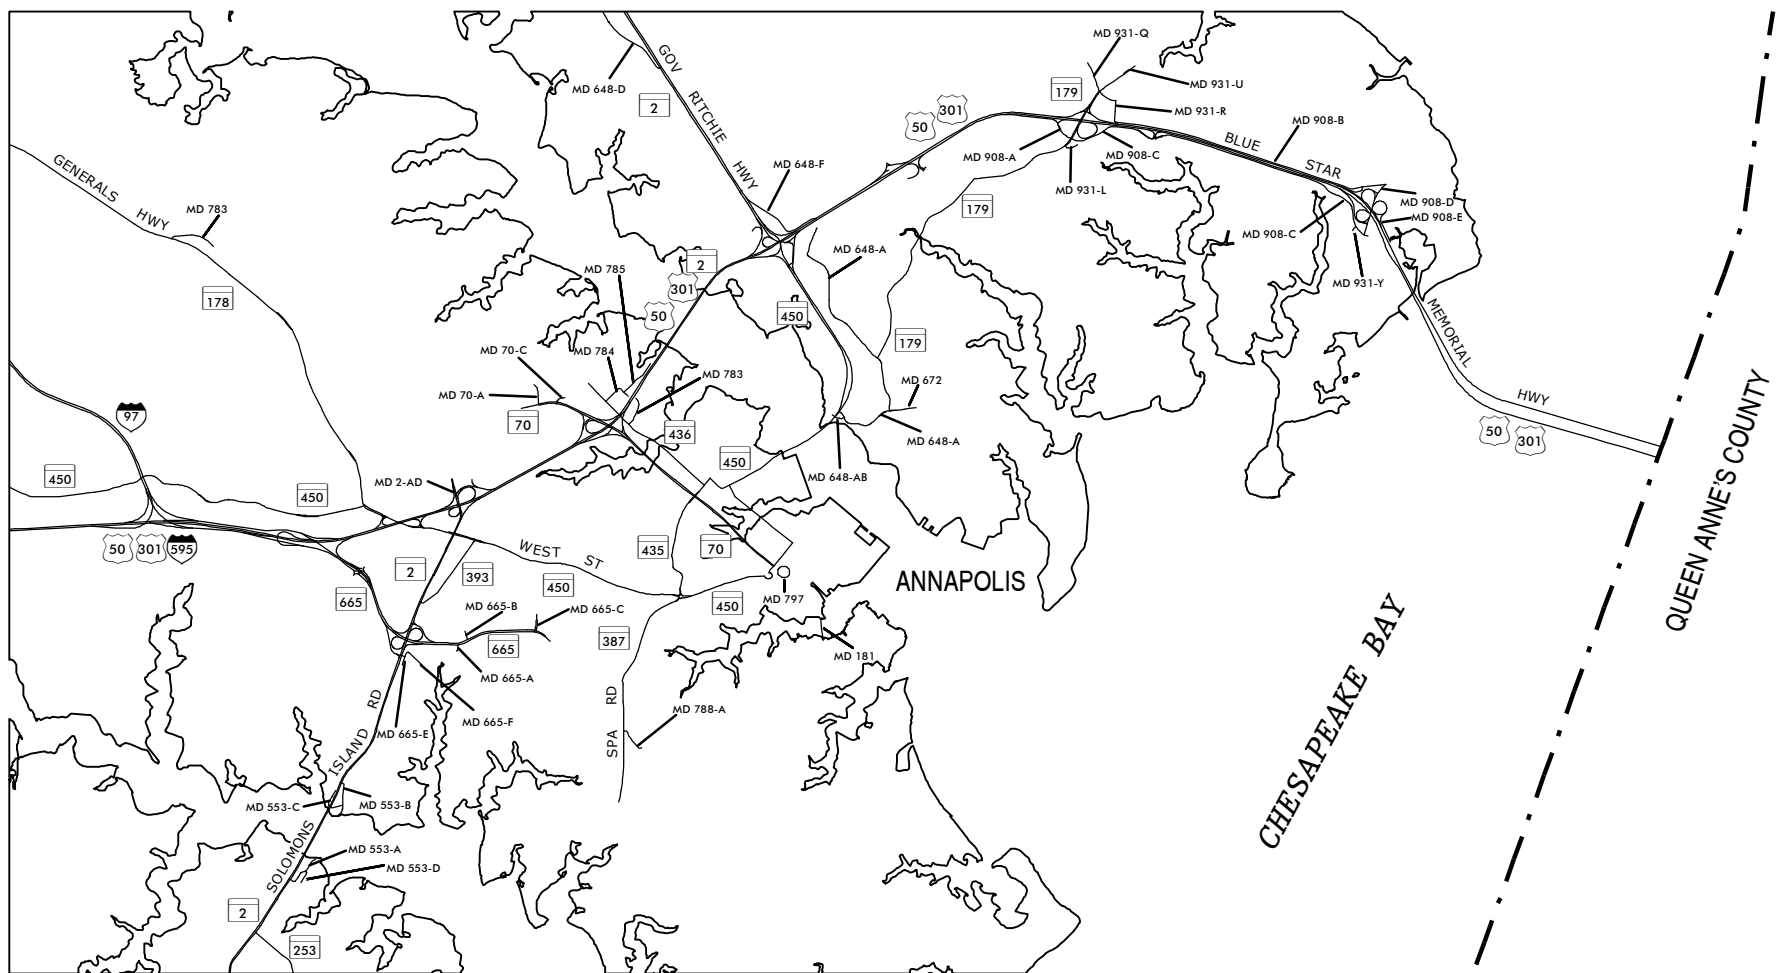 MD 648-D
GOV RITCHIE HWY
2
MD 931-Q
MD 931-U
179
MD 931-R
301
50
MD 908-B
BLUE STAR MEMORIAL HWY
MD 908-A
MD 908-C
MD 931-L
GENERALS HWY
MD 648-F
MD 783
179
MD 908-D
MD 908-E
MD 908-C
MD 648-A
2
MD 785
301
MD 931-Y
178
50
450
179
MD 70-C
MD 784
MD 783
MD 672
MD 70-A
97
70
436
MD 648-A
50
301
450
450
450
MD 2-AD
MD 648-AB
QUEEN ANNE'S COUNTY
50
301
595
WEST ST
435
70
2
393
450
ANNAPOLIS
665
MD 665-B
MD 665-C
450
MD 797
665
387
MD 181
MD 665-A
CHESAPEAKE BAY
SPA RD
MD 788-A
MD 665-F
MD 665-E
SOLOMONS ISLAND RD
MD 553-C
MD 553-B
MD 553-A
MD 553-D
2
253